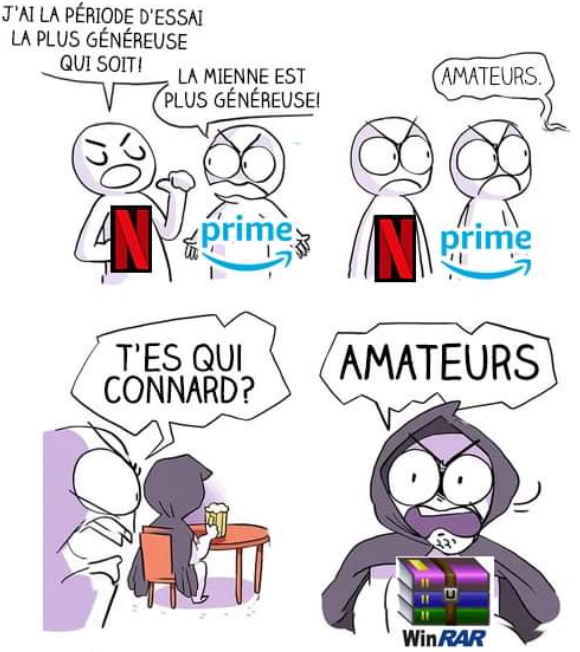 J'AI LA PÉRIODE D'ESSAI
LA PLUS GÉNÉREUSE
QUI SOIT!
LA MIENNE EST
PLUS GÉNÉREUSE!
N
prime
AMATEURS.
N
prime
T'ES QUI
CONNARD?
AMATEURS
WinRAR